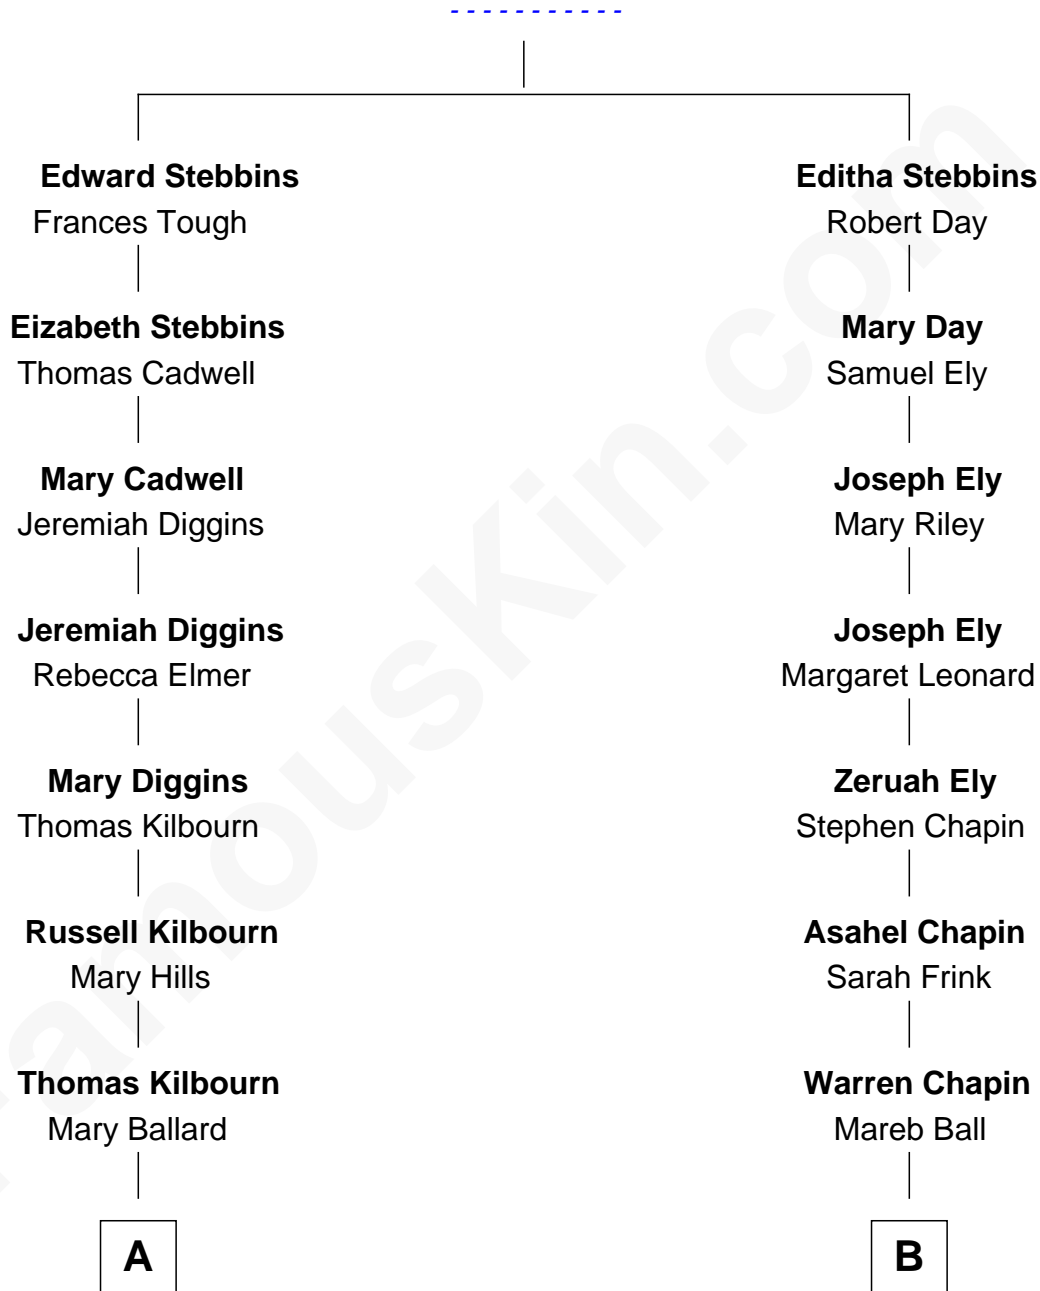 - - - - - - - - - - -
Edward Stebbins
Frances Tough
Editha Stebbins
Robert Day
Eizabeth Stebbins
Thomas Cadwell
Mary Day
Samuel Ely
Mary Cadwell
Jeremiah Diggins
Joseph Ely
Mary Riley
Jeremiah Diggins
Rebecca Elmer
Joseph Ely
Margaret Leonard
Mary Diggins
Thomas Kilbourn
Zeruah Ely
Stephen Chapin
Russell Kilbourn
Mary Hills
Asahel Chapin
Sarah Frink
Thomas Kilbourn
Mary Ballard
Warren Chapin
Mareb Ball
A
B
FamousKin.com